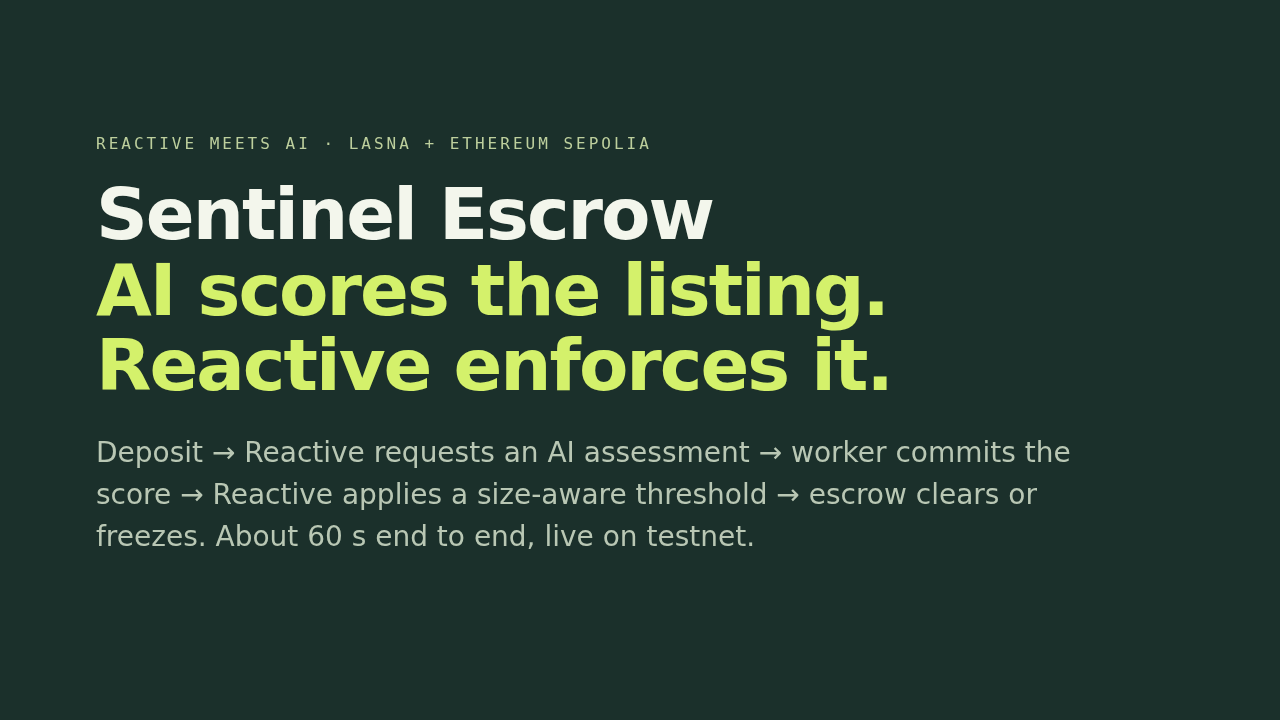 REACTIVE MEETS AI · LASNA + ETHEREUM SEPOLIA
Sentinel Escrow
AI scores the listing.
Reactive enforces it.
Deposit → Reactive requests an AI assessment → worker commits the
score → Reactive applies a size-aware threshold → escrow clears or
freezes. About 60 s end to end, live on testnet.